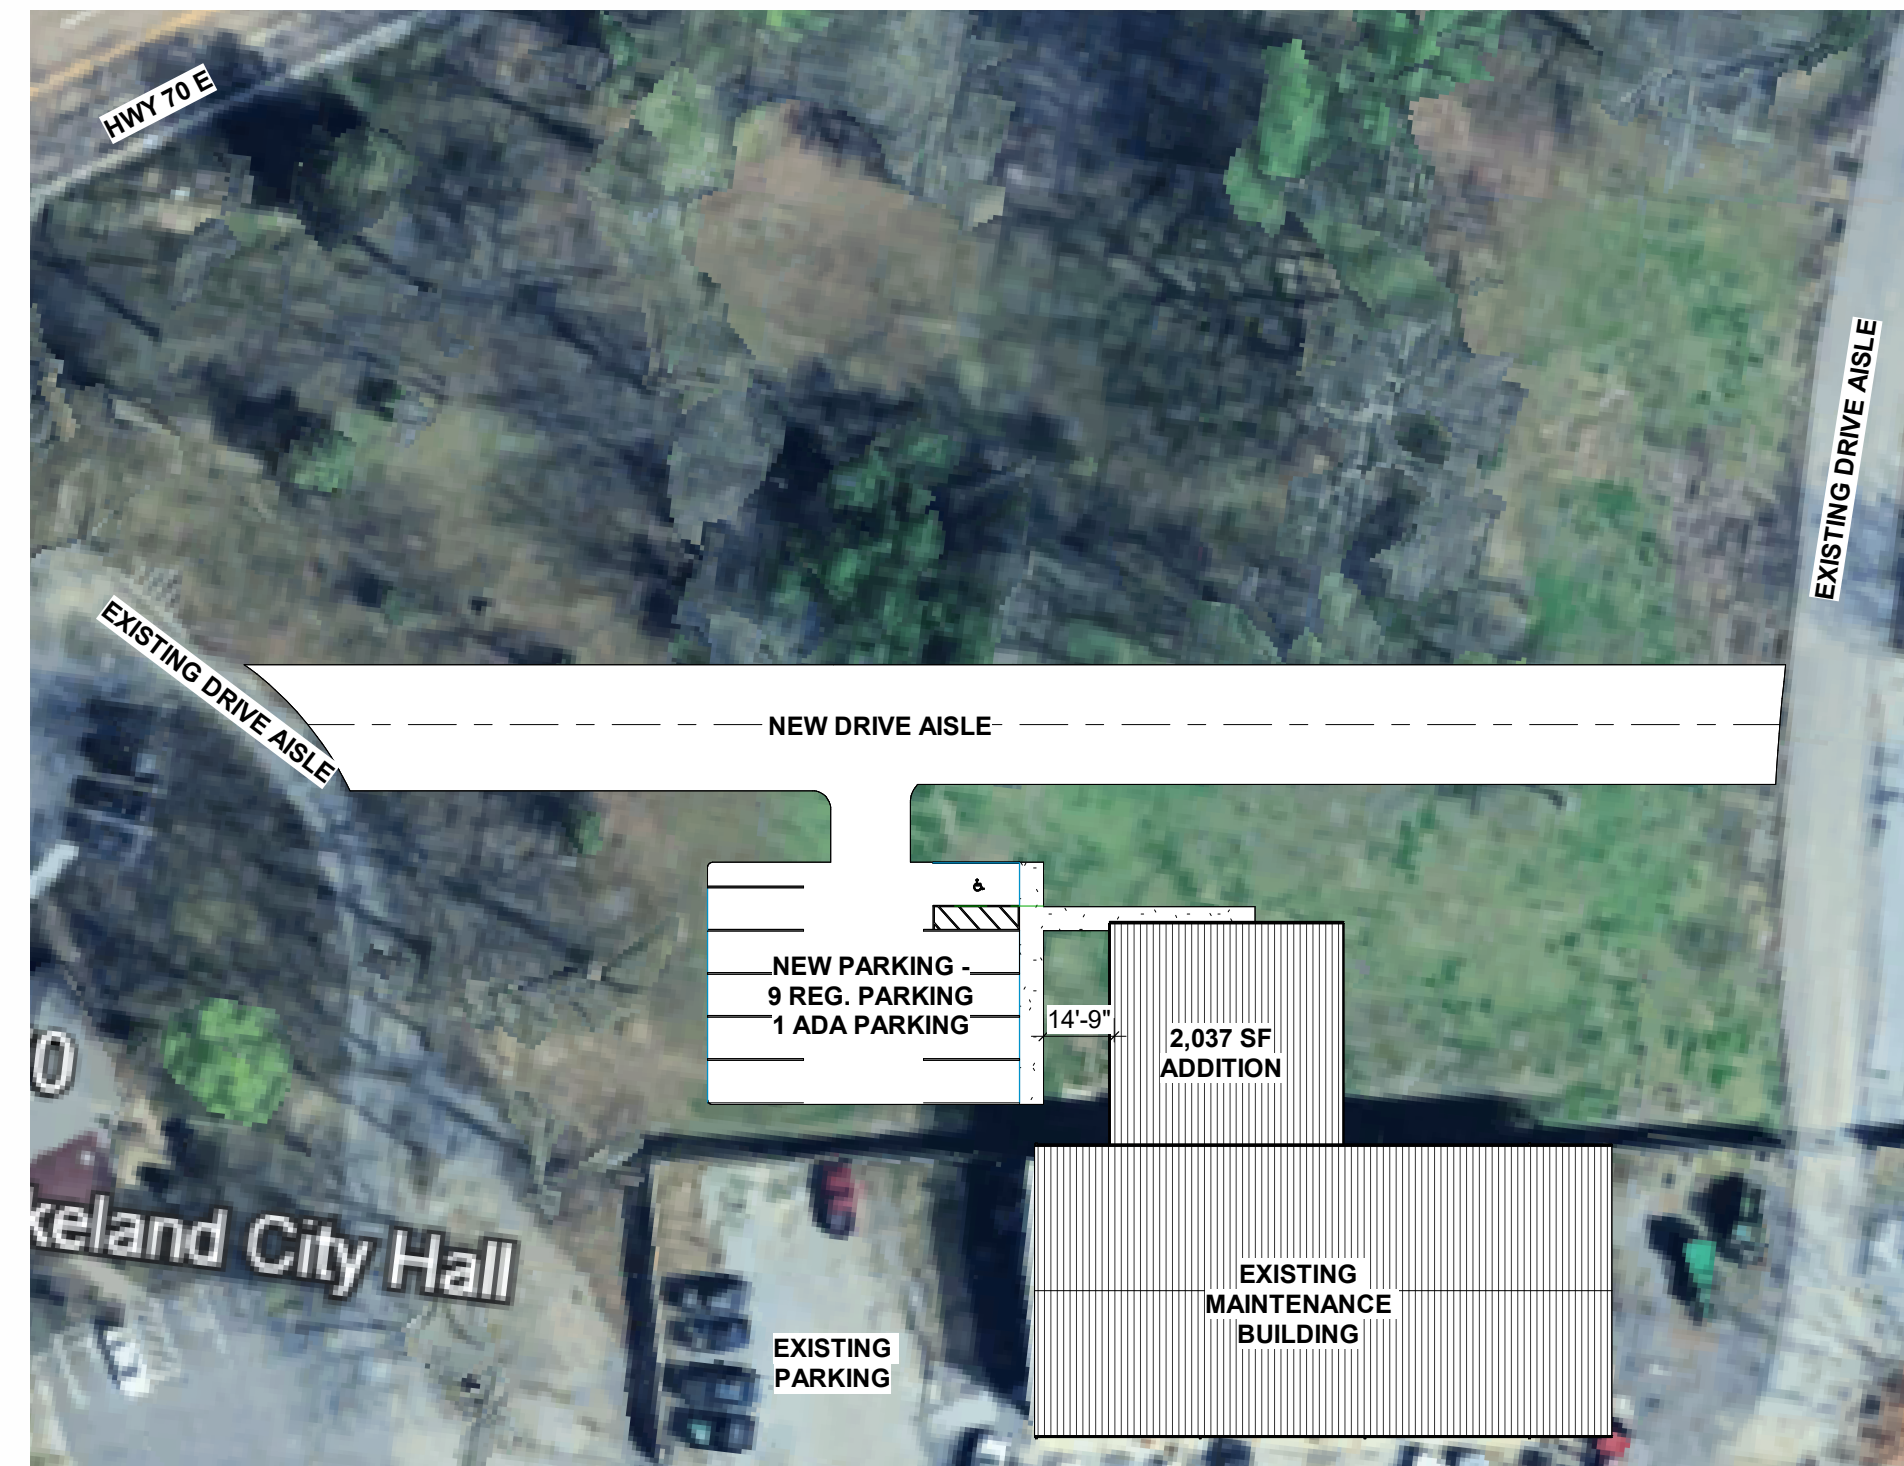 HWY 70 E
EXISTING DRIVE AISLE
EXISTING DRIVE AISLE
NEW DRIVE AISLE
NEW PARKING -
9 REG. PARKING
1 ADA PARKING
14'-9"
2,037 SF
ADDITION
0
keland City Hall
EXISTING
MAINTENANCE
BUILDING
EXISTING
PARKING